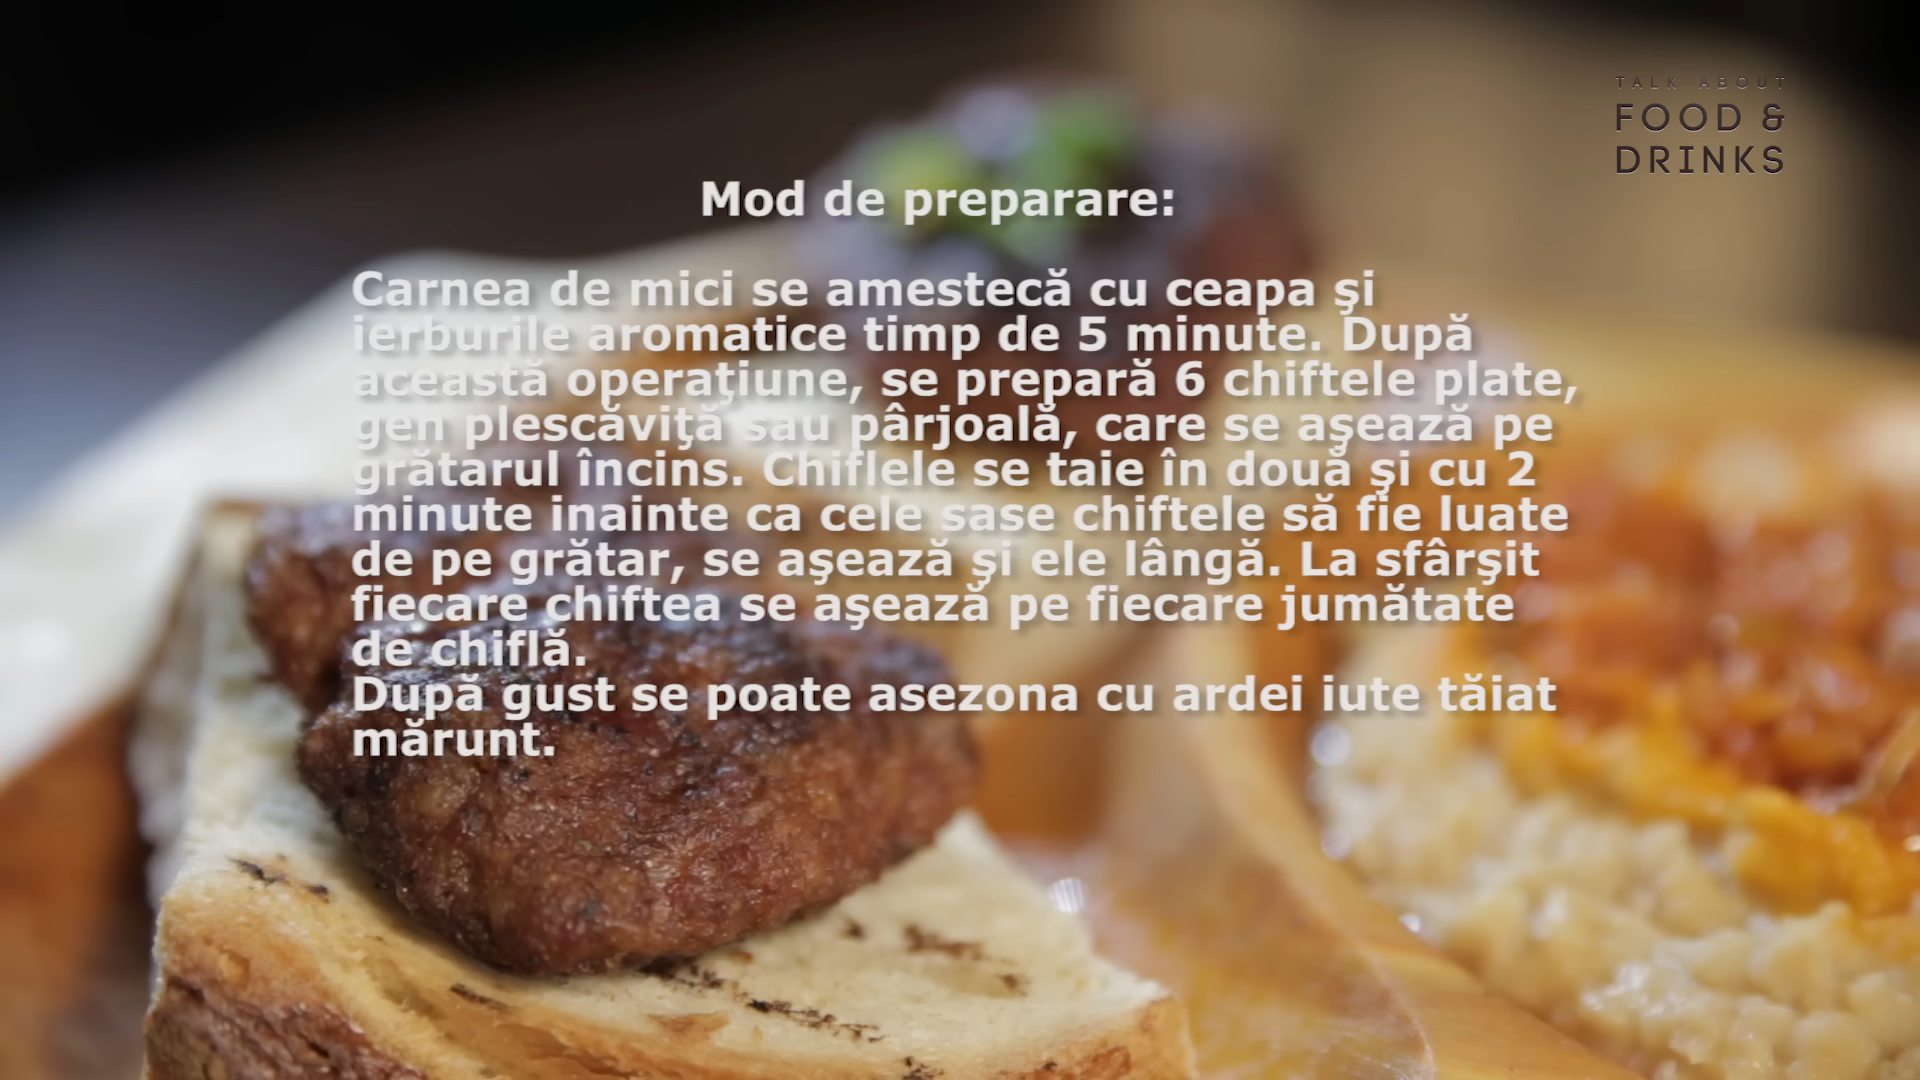 TALK ABOUT
FOOD &
DRINKS
Mod de preparare:
Carnea de mici se amestecă cu ceapa şi
ierburile aromatice timp de 5 minute. După
această operaţiune, se prepară 6 chiftele plate,
gen plescăviţă sau pârjoală, care se aşează pe
grătarul încins. Chiflele se taie în două şi cu 2
minute inainte ca cele sase chiftele să fie luate
de pe grătar, se aşează şi ele lângă. La sfârşit
fiecare chiftea se aşează pe fiecare jumătate
de chiflă.
După gust se poate asezona cu ardei iute tăiat
mărunt.